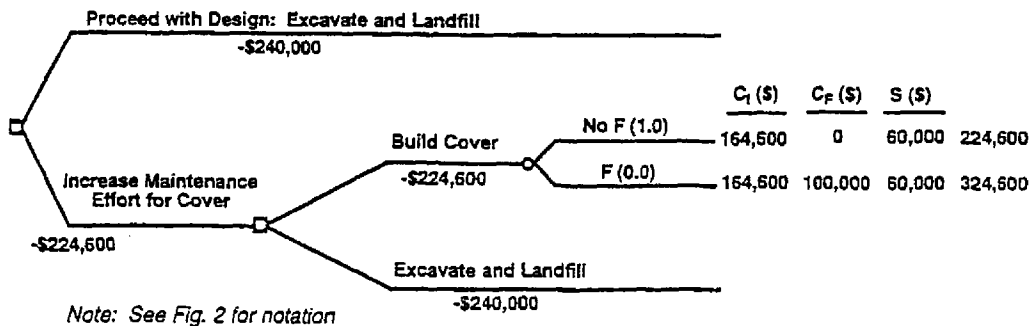 Proceed with Design: Excavate and Landfill
-$240,000
C_I ($) C_F ($) S ($)
No F (1.0) 164,600 0 60,000 224,600
Build Cover
-$224,600
F (0.0) 164,600 100,000 60,000 324,600
Increase Maintenance
Effort for Cover
-$224,600
Excavate and Landfill
-$240,000
Note: See Fig. 2 for notation